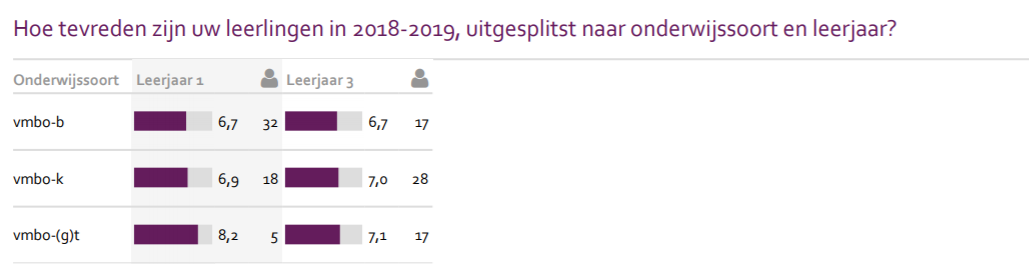 Hoe tevreden zijn uw leerlingen in 2018-2019, uitgesplitst naar onderwijssoort en leerjaar?
Onderwijssoort Leerjaar 1 Leerjaar 3
vmbo-b 6,7 32 6,7 17
vmbo-k 6,9 18 7,0 28
vmbo-(g)t 8,2 5 7,1 17